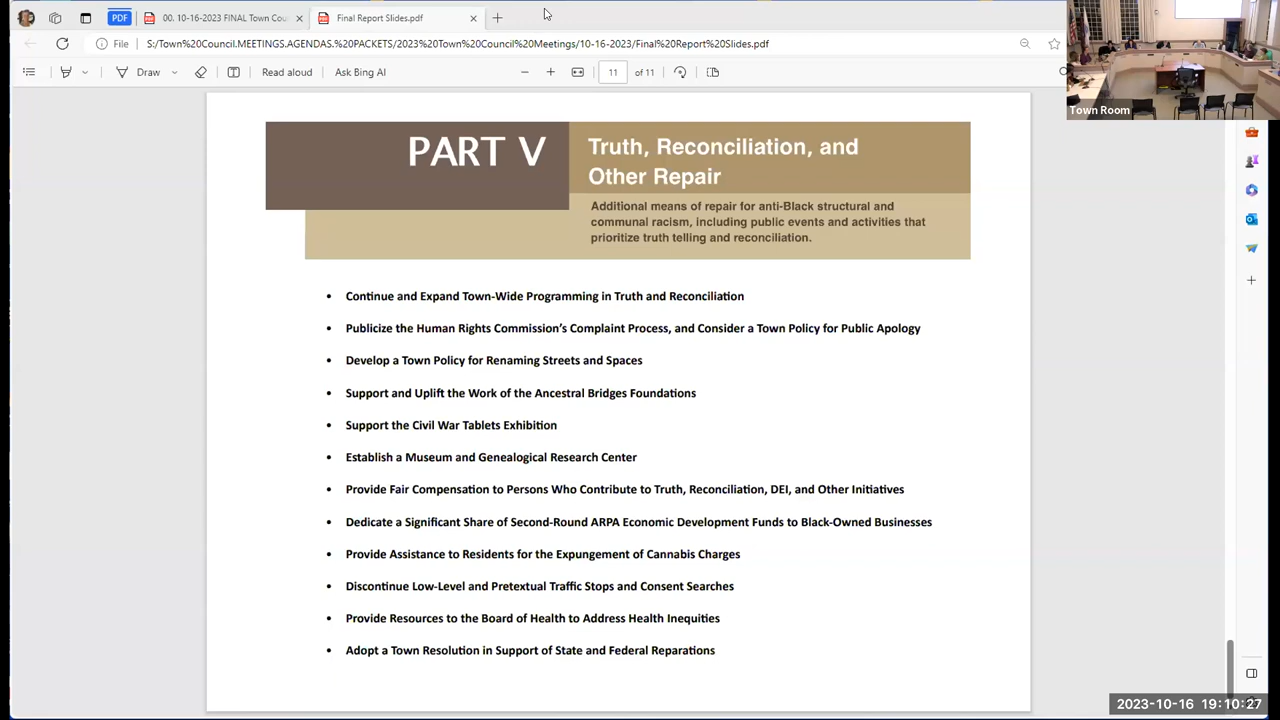 PDF
00. 10-16-2023 FINAL Town Cou
Final Report Slides.pdf
File
S:/Town%20Council.MEETINGS.AGENDAS.%20PACKETS/2023%20Town%20Council%20Meetings/10-16-2023/Final%20Report%20Slides.pdf
Draw
Read aloud
Ask Bing AI
11
of 11
Town Room
PART V
Truth, Reconciliation, and
Other Repair
Additional means of repair for anti-Black structural and
communal racism, including public events and activities that
prioritize truth telling and reconciliation.
• Continue and Expand Town-Wide Programming in Truth and Reconciliation
• Publicize the Human Rights Commission's Complaint Process, and Consider a Town Policy for Public Apology
• Develop a Town Policy for Renaming Streets and Spaces
• Support and Uplift the Work of the Ancestral Bridges Foundations
• Support the Civil War Tablets Exhibition
• Establish a Museum and Genealogical Research Center
• Provide Fair Compensation to Persons Who Contribute to Truth, Reconciliation, DEI, and Other Initiatives
• Dedicate a Significant Share of Second-Round ARPA Economic Development Funds to Black-Owned Businesses
• Provide Assistance to Residents for the Expungement of Cannabis Charges
• Discontinue Low-Level and Pretextual Traffic Stops and Consent Searches
• Provide Resources to the Board of Health to Address Health Inequities
• Adopt a Town Resolution in Support of State and Federal Reparations
2023-10-16 19:10:27